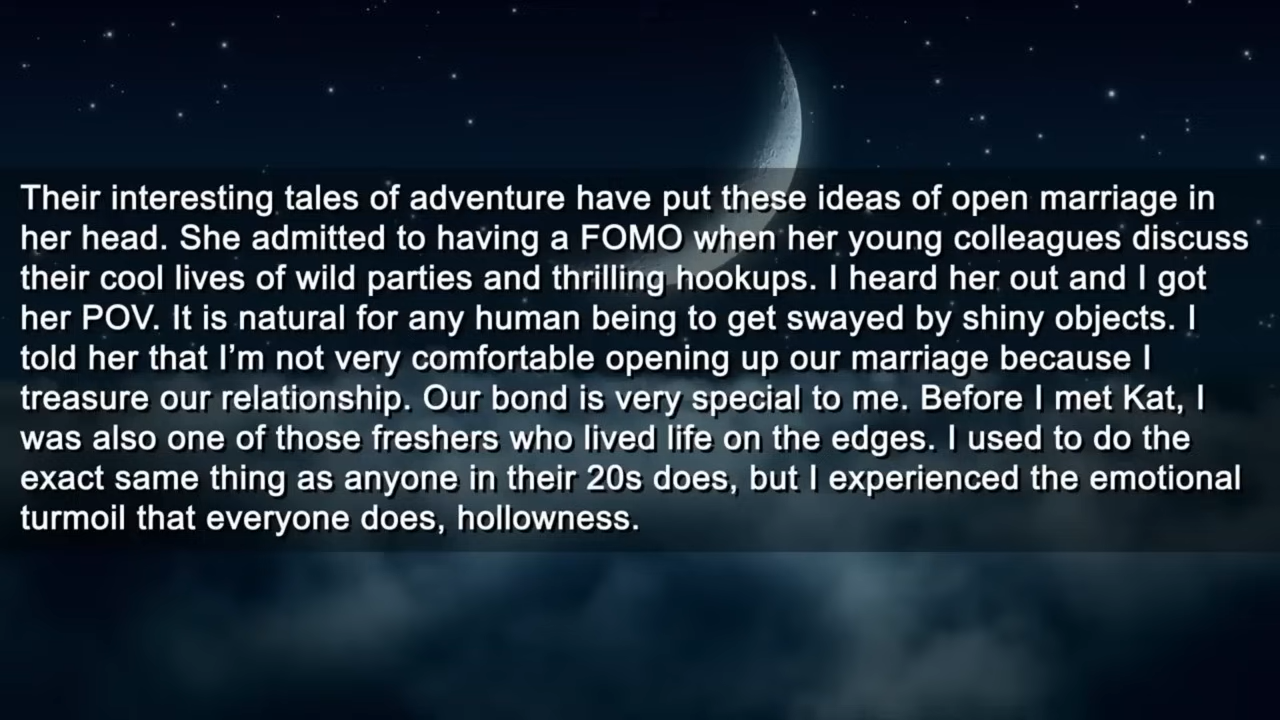 Their interesting tales of adventure have put these ideas of open marriage in
her head. She admitted to having a FOMO when her young colleagues discuss
their cool lives of wild parties and thrilling hookups. I heard her out and I got
her POV. It is natural for any human being to get swayed by shiny objects. I
told her that I’m not very comfortable opening up our marriage because I
treasure our relationship. Our bond is very special to me. Before I met Kat, I
was also one of those freshers who lived life on the edges. I used to do the
exact same thing as anyone in their 20s does, but I experienced the emotional
turmoil that everyone does, hollowness.